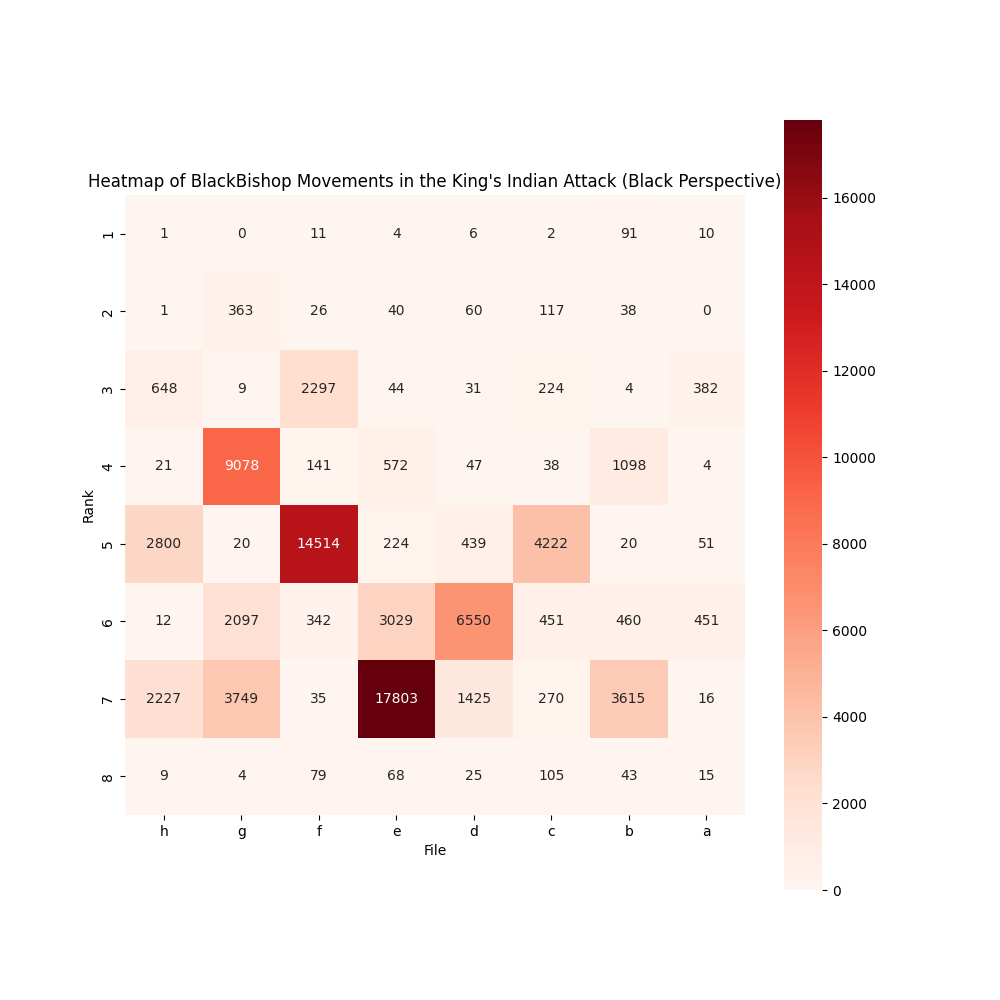 Heatmap of BlackBishop Movements in the King's Indian Attack (Black Perspective)
1 1 0 11 4 6 2 91 10
2 1 363 26 40 60 117 38 0
3 648 9 2297 44 31 224 4 382
4 21 9078 141 572 47 38 1098 4
5 2800 20 14514 224 439 4222 20 51
6 12 2097 342 3029 6550 451 460 451
7 2227 3749 35 17803 1425 270 3615 16
8 9 4 79 68 25 105 43 15
h g f e d c b a
File
Rank
16000
14000
12000
10000
8000
6000
4000
2000
0